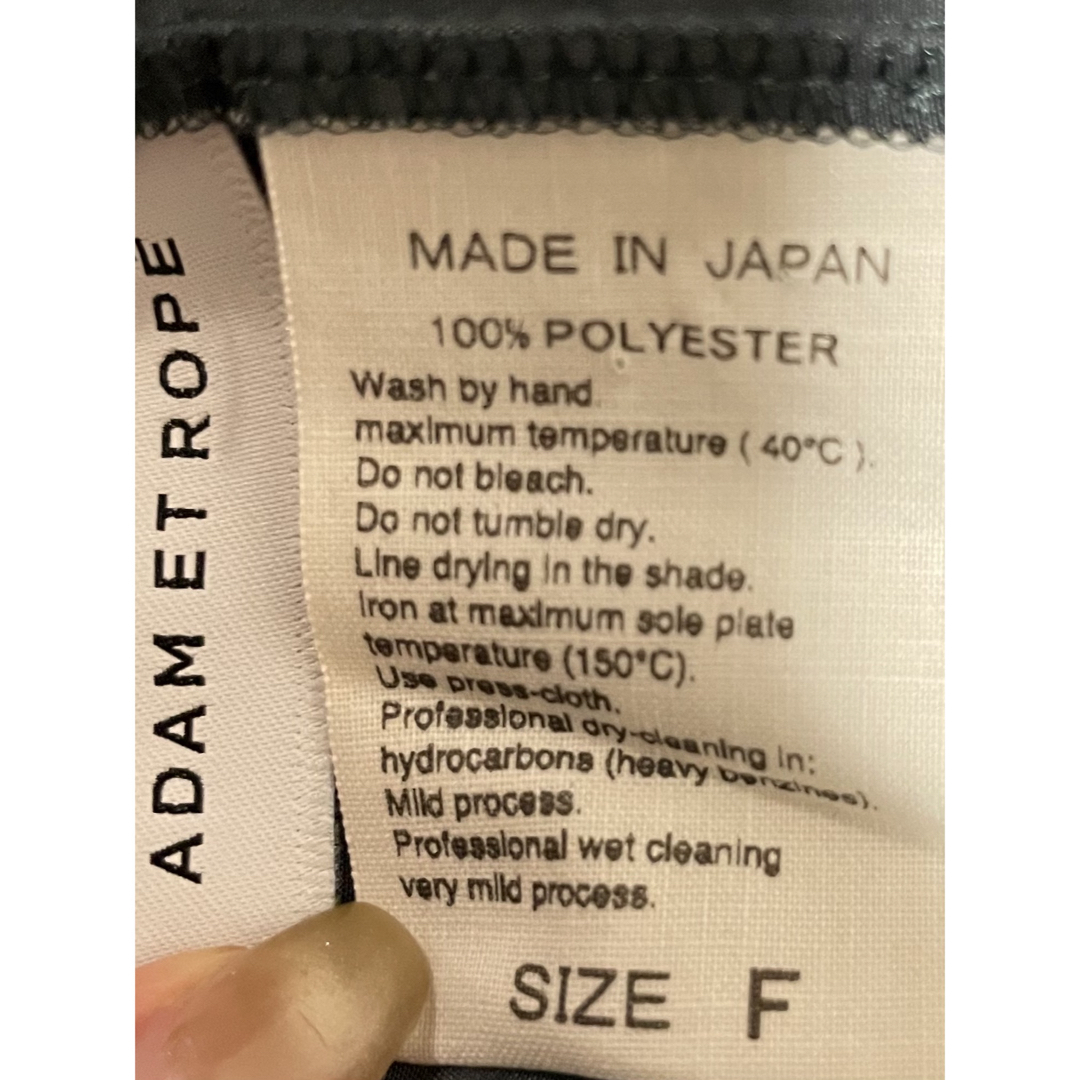 ADAM ET ROPE
MADE IN JAPAN
100% POLYESTER
Wash by hand
maximum temperature ( 40°C ).
Do not bleach.
Do not tumble dry.
Line drying in the shade.
Iron at maximum sole plate
temperature (150°C).
Use press-cloth.
Professional dry-cleaning in:
hydrocarbons (heavy benzines).
Mild process.
Professional wet cleaning
very mild process.
SIZE F